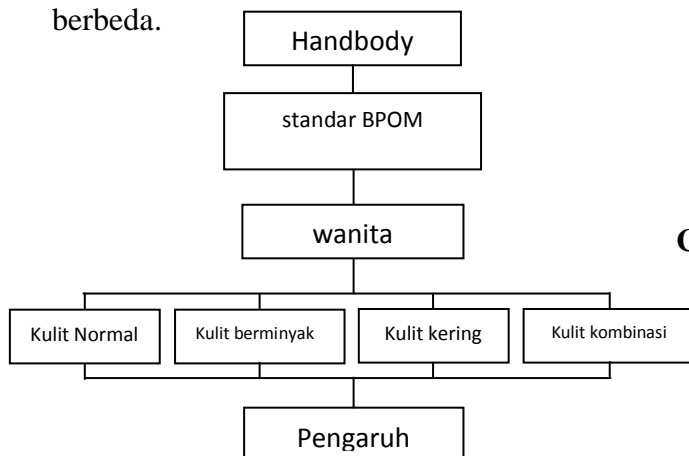 berbeda.
Handbody
standar BPOM
wanita
Kulit Normal
Kulit berminyak
Kulit kering
Kulit kombinasi
Pengaruh